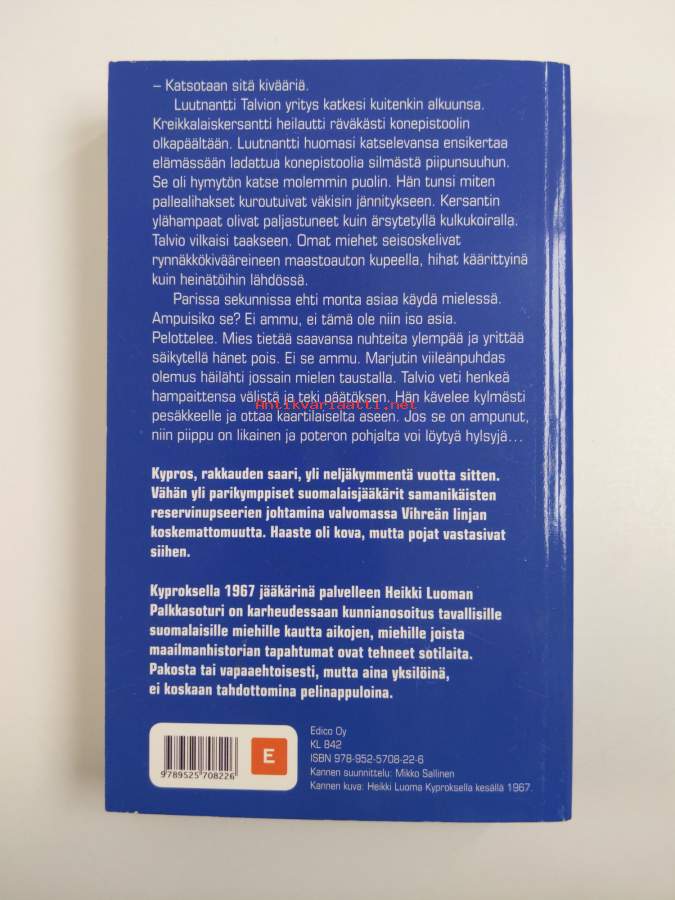 – Katsotaan sitä kivääriä.
Luutnantti Talvion yritys katkesi kuitenkin alkuunsa.
Kreikkalaiskersantti heilautti räväkästi konepistoolin
olkapäältään. Luutnantti huomasi katselevansa ensikertaa
elämässään ladattua konepistoolia silmästä piipunsuuhun.
Se oli hymytön katse molemmin puolin. Hän tunsi miten
pallealihakset kuroutuivat väkisin jännitykseen. Kersantin
ylähampaat olivat paljastuneet kuin ärsytetyllä kulkukoiralla.
Talvio vilkaisi taakseen. Omat miehet seisoskelivat
rynnäkkökivääreineen maastoauton kupeella, hihat käärittyinä
kuin heinätöihin lähdössä.
Parissa sekunnissa ehti monta asiaa käydä mielessä.
Ampuisiko se? Ei ammu, ei tämä ole niin iso asia.
Pelottelee. Mies tietää saavansa nuhteita ylempää ja yrittää
säikytellä hänet pois. Ei se ammu. Marjutin viileänpuhdas
olemus häilähti jossain mielen taustalla. Talvio veti henkeä
hampaittensa välistä ja teki päätöksen. Hän kävelee kylmästi
Antikvariaatti.net
pesäkkeelle ja ottaa kaartilaiselta aseen. Jos se on ampunut,
niin piippu on likainen ja poteron pohjalta voi löytyä hylsyjä...
Kypros, rakkauden saari, yli neljäkymmentä vuotta sitten.
Vähän yli parikymppiset suomalaisjääkärit samanikäisten
reservinupseerien johtamina valvomassa Vihreän linjan
koskemattomuutta. Haaste oli kova, mutta pojat vastasivat
siihen.
Kyproksella 1967 jääkärinä palvelleen Heikki Luoman
Palkkasoturi on karheudessaan kunnianosoitus tavallisille
suomalaisille miehille kautta aikojen, miehille joista
maailmanhistorian tapahtumat ovat tehneet sotilaita.
Pakosta tai vapaaehtoisesti, mutta aina yksilöinä,
ei koskaan tahdottomina pelinappuloina.
Edico Oy
KL 842
ISBN 978-952-5708-22-6
Kannen suunnittelu: Mikko Sallinen
Kannen kuva: Heikki Luoma Kyproksella kesällä 1967.
E
9 789525 708226